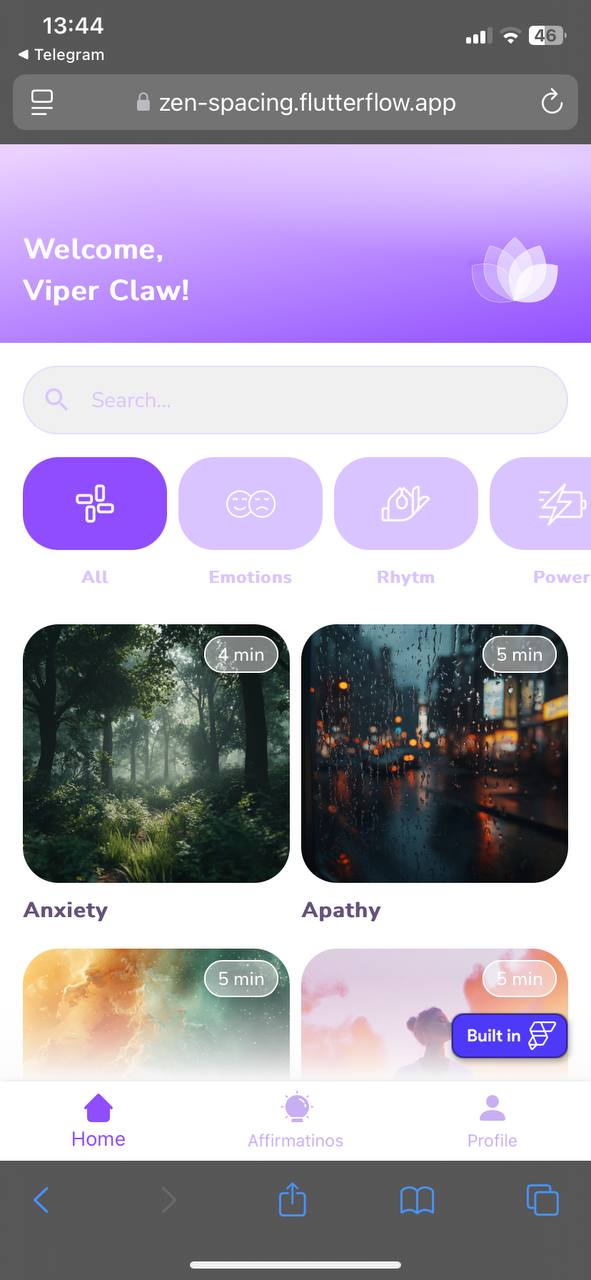 13:44
46
◀ Telegram
zen-spacing.flutterflow.app
Welcome,
Viper Claw!
Search...
All
Emotions
Rhytm
Power
4 min
5 min
Anxiety
Apathy
5 min
5 min
Built in
Home
Affirmatinos
Profile